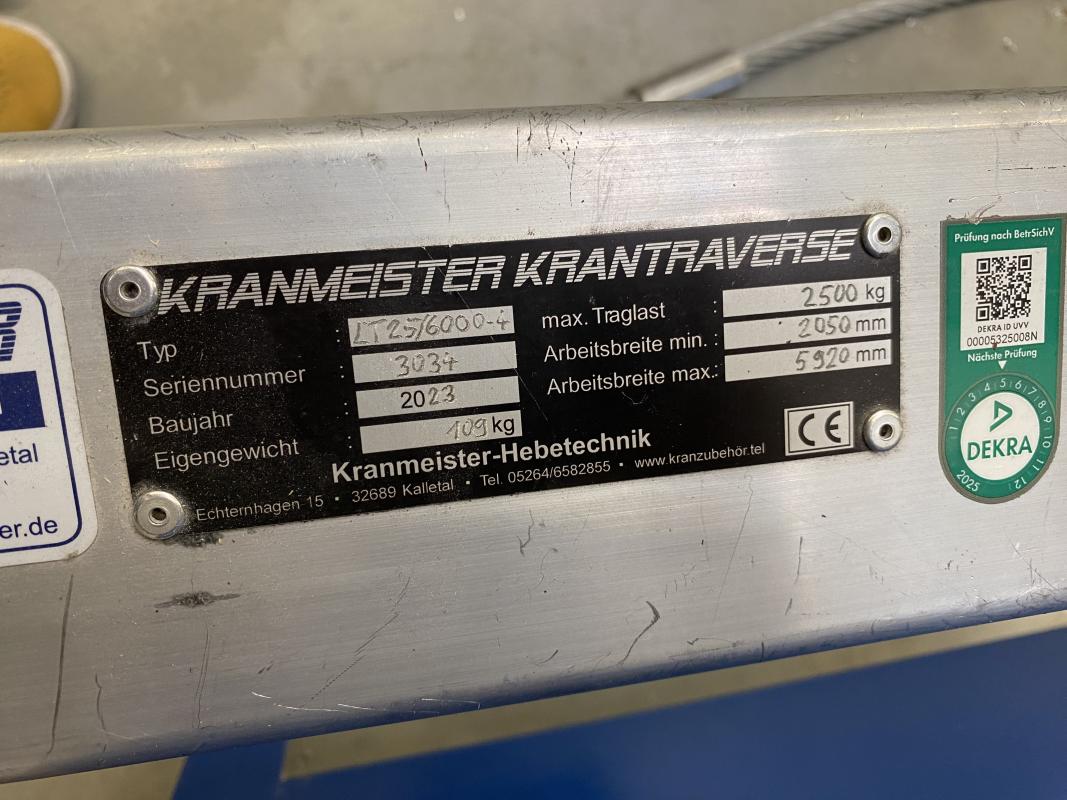 KRANMEISTER KRANTRAVERSE
Typ : LT25/6000-4
Seriennummer : 3034
Baujahr : 2023
Eigengewicht : 109 kg
max. Traglast : 2500 kg
Arbeitsbreite min. : 2050 mm
Arbeitsbreite max.: 5920 mm
CE
Kranmeister-Hebetechnik
Echternhagen 15 • 32689 Kalletal • Tel. 05264/6582855 • www.kranzubehör.tel
etal
er.de
Prüfung nach BetrSichV
DEKRA ID UVV
00005325008N
Nächste Prüfung
1 2 3 4 5 6 7 8 9 10 11 12
DEKRA
2025